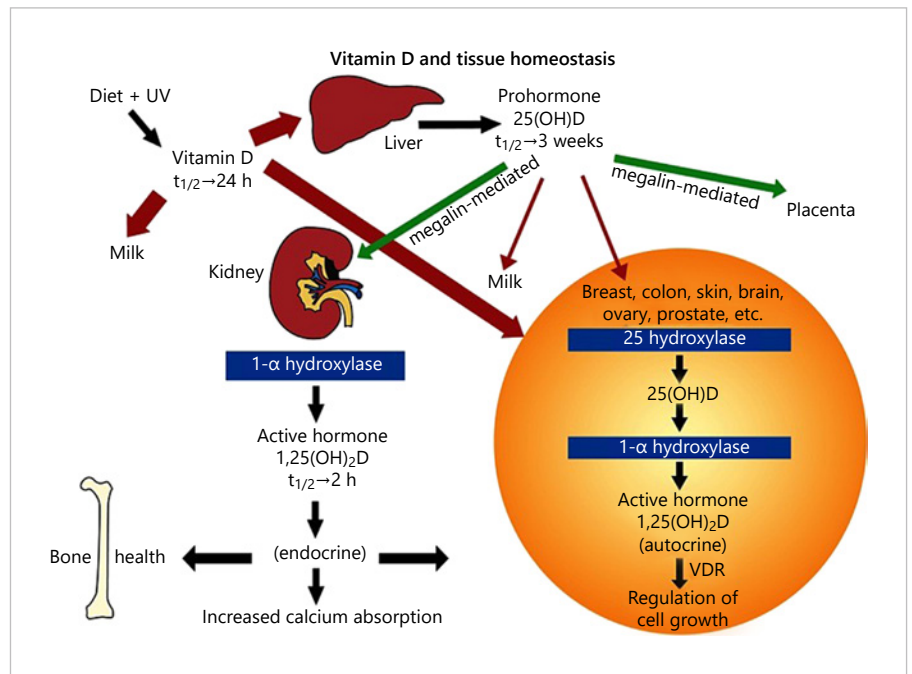 Vitamin D and tissue homeostasis
Diet + UV
Vitamin D
t1/2→24 h
Milk
Liver
Prohormone
25(OH)D
t1/2→3 weeks
megalin-mediated
megalin-mediated
Placenta
Milk
Kidney
1-α hydroxylase
Active hormone
1,25(OH)2D
t1/2→2 h
(endocrine)
Bone health
Increased calcium absorption
Breast, colon, skin, brain,
ovary, prostate, etc.
25 hydroxylase
25(OH)D
1-α hydroxylase
Active hormone
1,25(OH)2D
(autocrine)
VDR
Regulation of
cell growth